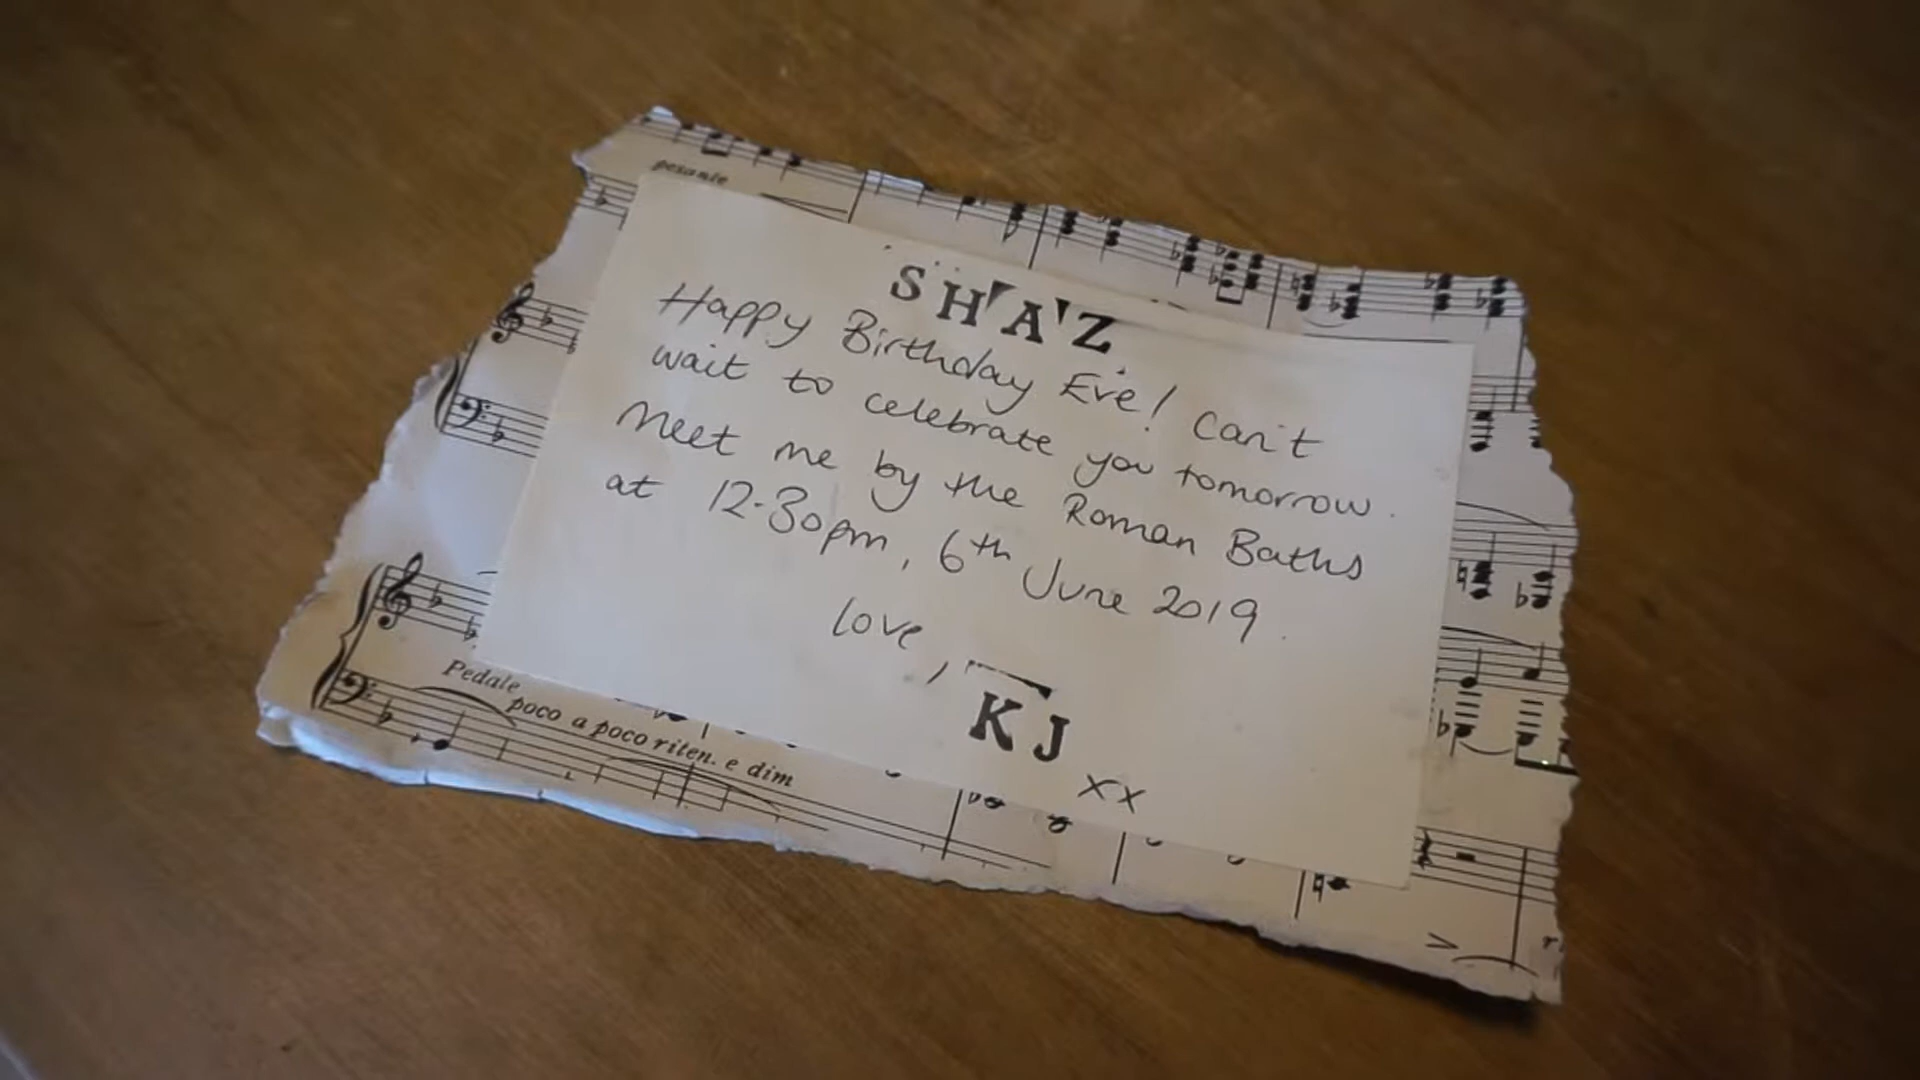 pesante
SHAZ
Happy Birthday Eve! Can't
wait to celebrate you tomorrow.
Meet me by the Roman Baths
at 12.30pm, 6th June 2019.
love,
KJ
xx
Pedale
poco a poco riten. e dim